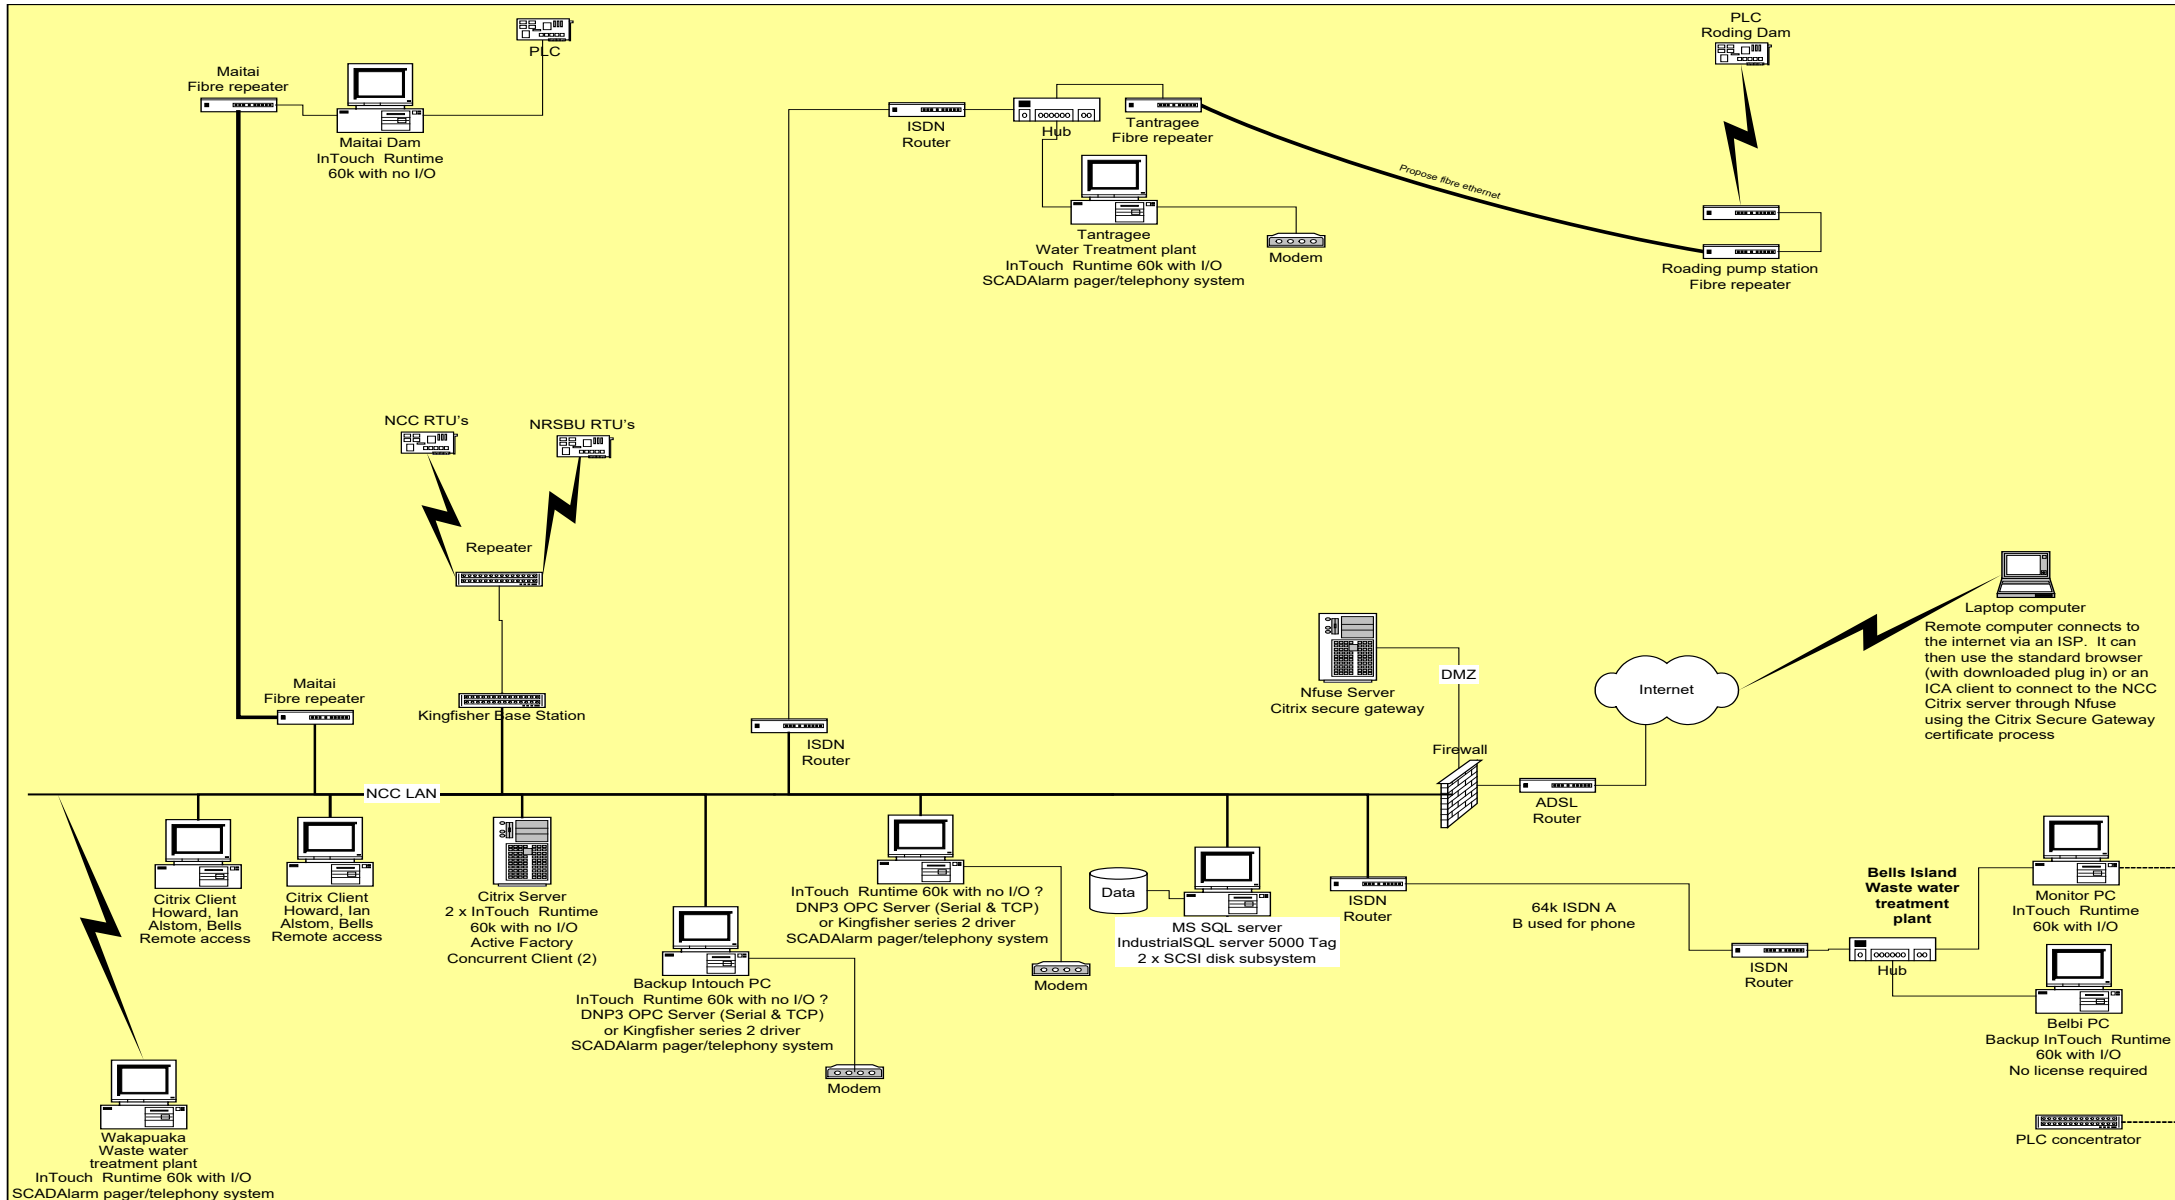 PLC
PLC
Roding Dam
Maitai
Fibre repeater
Maitai Dam
InTouch Runtime
60k with no I/O
ISDN
Router
Hub
Tantragee
Fibre repeater
Propose fibre ethernet
Tantragee
Water Treatment plant
InTouch Runtime 60k with I/O
SCADAlarm pager/telephony system
Modem
Roading pump station
Fibre repeater
NCC RTU's
NRSBU RTU's
Repeater
Kingfisher Base Station
Maitai
Fibre repeater
ISDN
Router
Nfuse Server
Citrix secure gateway
DMZ
Firewall
Internet
ADSL
Router
Laptop computer
Remote computer connects to
the internet via an ISP. It can
then use the standard browser
(with downloaded plug in) or an
ICA client to connect to the NCC
Citrix server through Nfuse
using the Citrix Secure Gateway
certificate process
NCC LAN
Citrix Client
Howard, Ian
Alstom, Bells
Remote access
Citrix Client
Howard, Ian
Alstom, Bells
Remote access
Citrix Server
2 x InTouch Runtime
60k with no I/O
Active Factory
Concurrent Client (2)
Backup Intouch PC
InTouch Runtime 60k with no I/O ?
DNP3 OPC Server (Serial & TCP)
or Kingfisher series 2 driver
SCADAlarm pager/telephony system
Modem
InTouch Runtime 60k with no I/O ?
DNP3 OPC Server (Serial & TCP)
or Kingfisher series 2 driver
SCADAlarm pager/telephony system
Modem
Data
MS SQL server
IndustrialSQL server 5000 Tag
2 x SCSI disk subsystem
ISDN
Router
64k ISDN A
B used for phone
ISDN
Router
Bells Island
Waste water
treatment
plant
Hub
Monitor PC
InTouch Runtime
60k with I/O
Belbi PC
Backup InTouch Runtime
60k with I/O
No license required
PLC concentrator
Wakapuaka
Waste water
treatment plant
InTouch Runtime 60k with I/O
SCADAlarm pager/telephony system